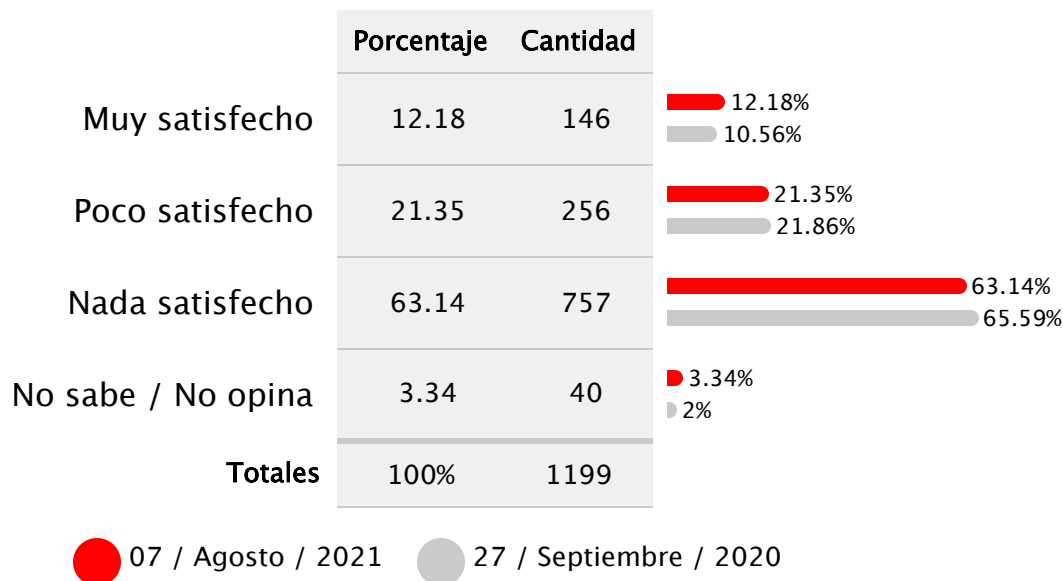 Porcentaje Cantidad
Muy satisfecho 12.18 146 12.18%
10.56%
Poco satisfecho 21.35 256 21.35%
21.86%
Nada satisfecho 63.14 757 63.14%
65.59%
No sabe / No opina 3.34 40 3.34%
2%
Totales 100% 1199
07 / Agosto / 2021 27 / Septiembre / 2020